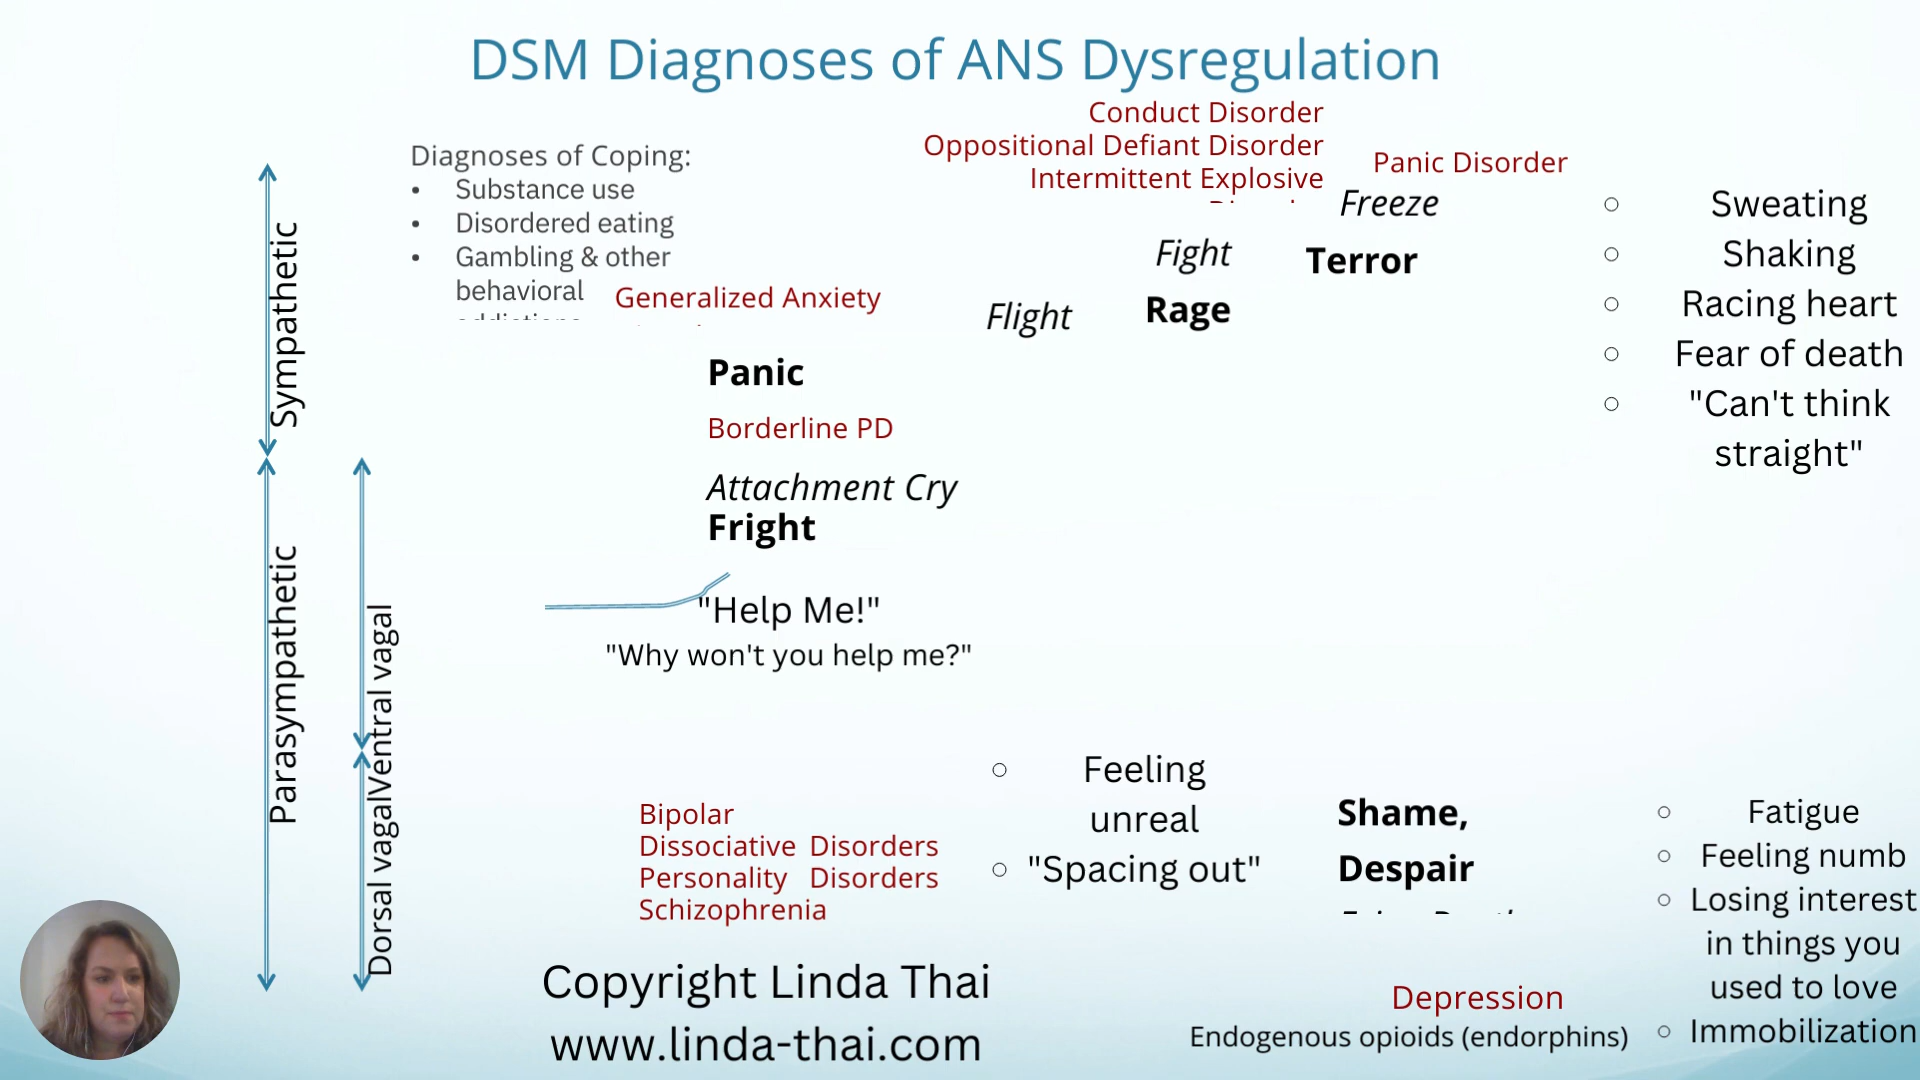 DSM Diagnoses of ANS Dysregulation
Conduct Disorder
Oppositional Defiant Disorder
Intermittent Explosive
Panic Disorder
Diagnoses of Coping:
• Substance use
• Disordered eating
• Gambling & other
behavioral
Generalized Anxiety
Freeze
Fight
Terror
Flight
Rage
Panic
Borderline PD
Attachment Cry
Fright
"Help Me!"
"Why won't you help me?"
Sweating
Shaking
Racing heart
Fear of death
"Can't think
straight"
Sympathetic
Parasympathetic
Ventral vagal
Dorsal vagal
Bipolar
Dissociative Disorders
Personality Disorders
Schizophrenia
Feeling
unreal
"Spacing out"
Shame,
Despair
Fatigue
Feeling numb
Losing interest
in things you
used to love
Immobilization
Depression
Endogenous opioids (endorphins)
Copyright Linda Thai
www.linda-thai.com